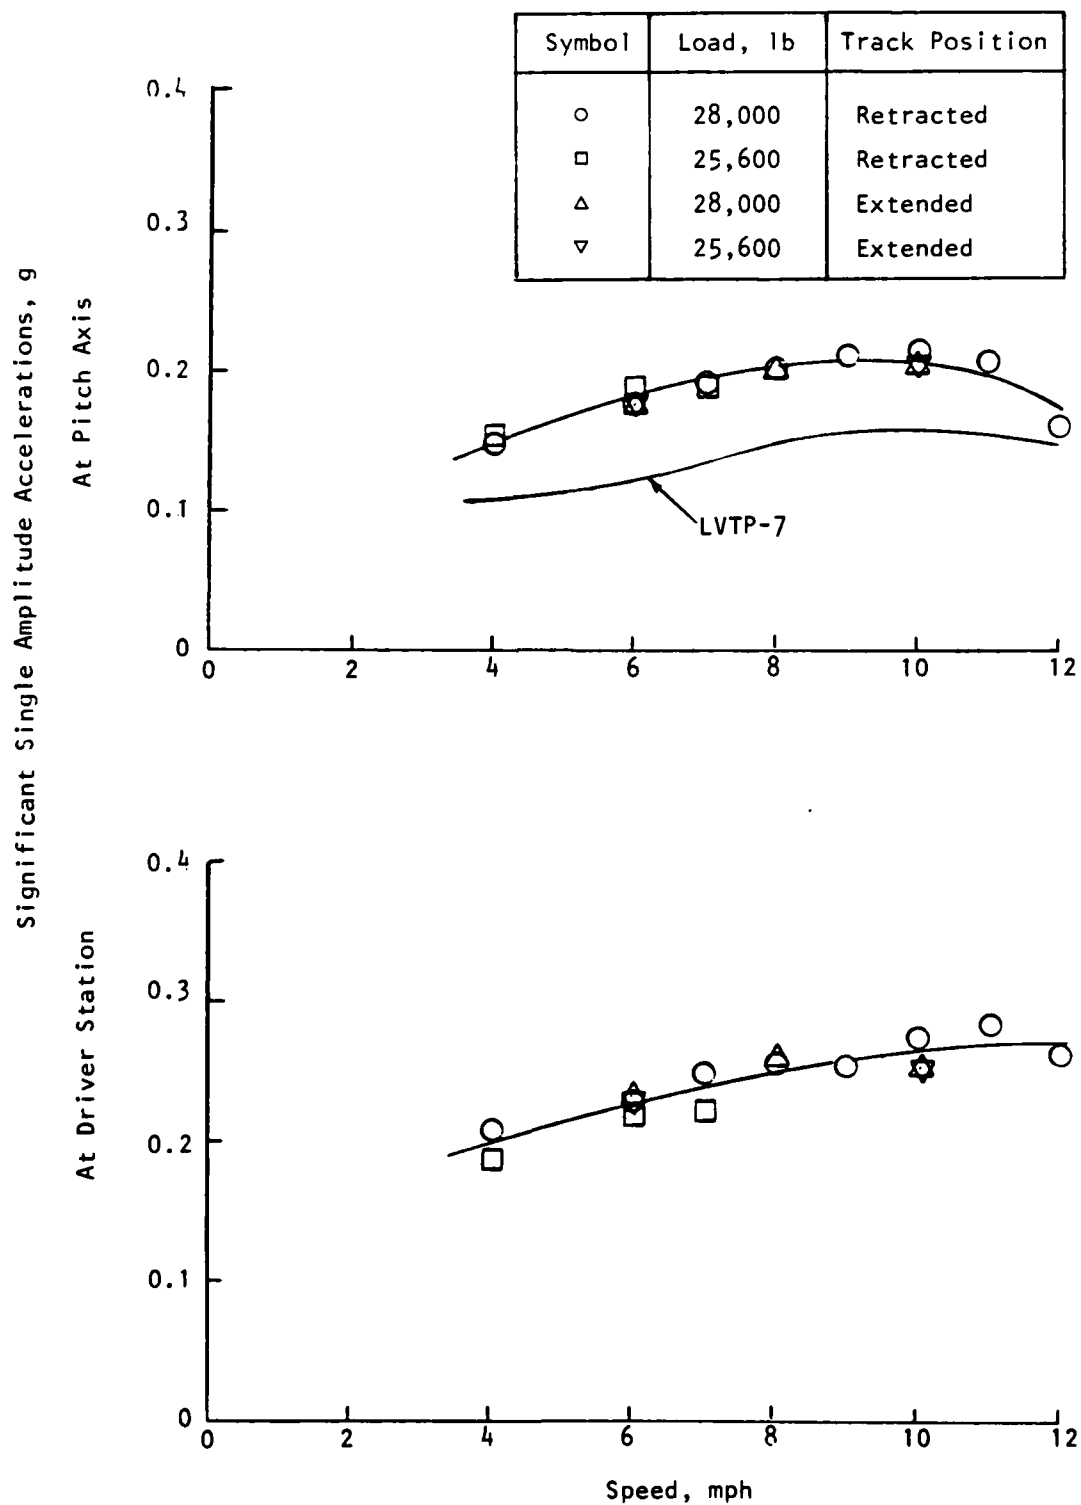 Symbol Load, lb Track Position
28,000 Retracted
25,600 Retracted
28,000 Extended
25,600 Extended
Significant Single Amplitude Accelerations, g
At Pitch Axis
0.4
0.3
0.2
0.1
0
LVTP-7
0 2 4 6 8 10 12
At Driver Station
0.4
0.3
0.2
0.1
0
0 2 4 6 8 10 12
Speed, mph